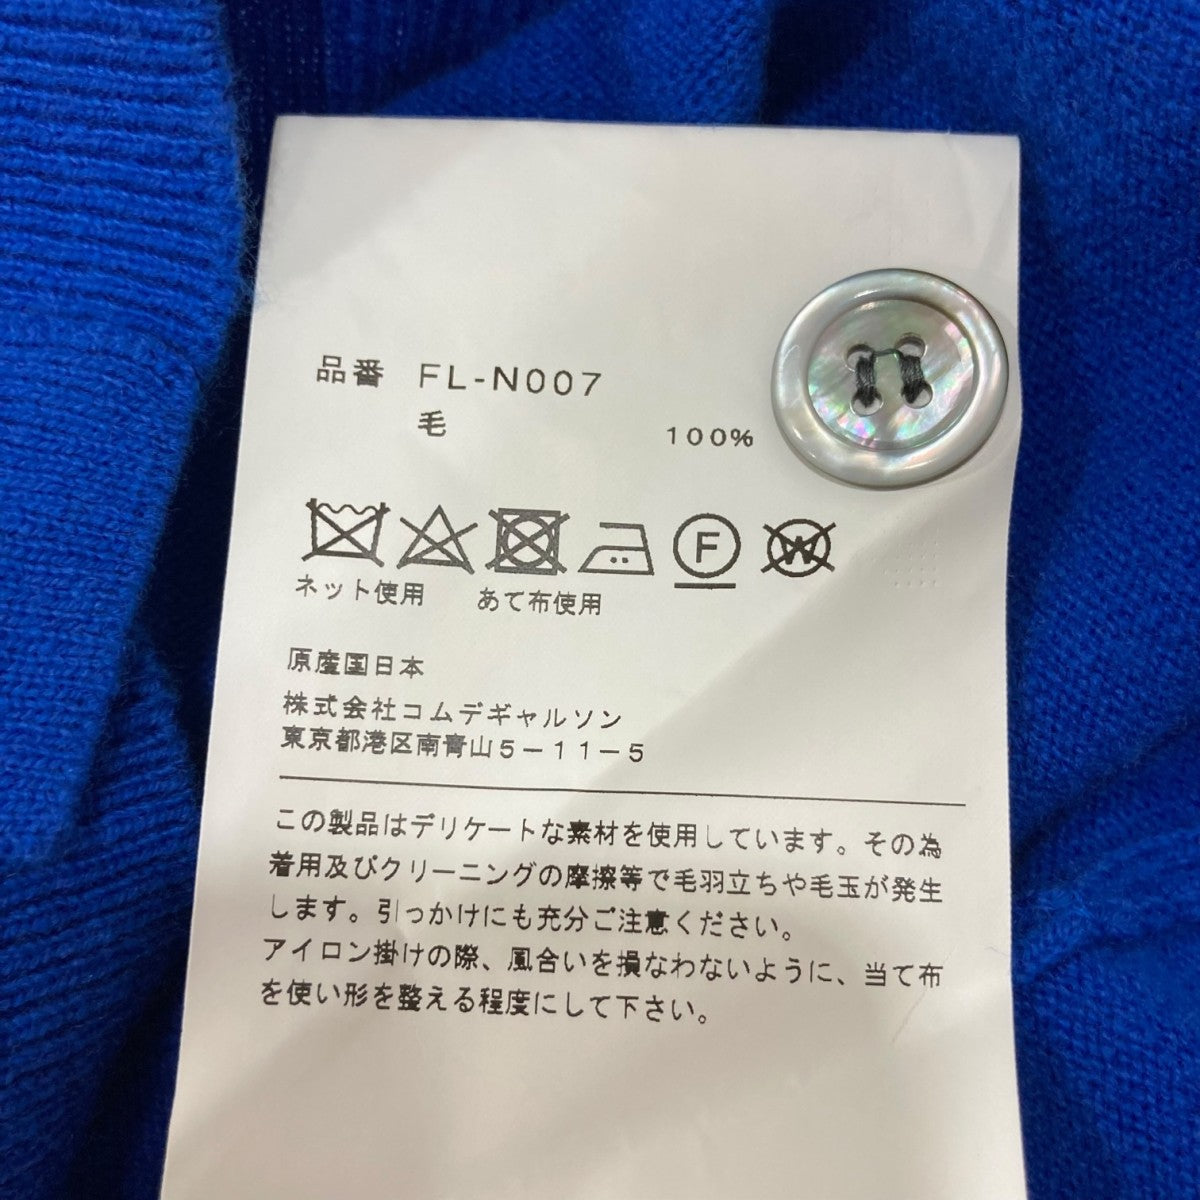 品番 FL-N007
毛 100%
F W
ネット使用 あて布使用
原産国日本
株式会社コムデギャルソン
東京都港区南青山5-11-5
この製品はデリケートな素材を使用しています。その為
着用及びクリーニングの摩擦等で毛羽立ちや毛玉が発生
します。引っかけにも充分ご注意ください。
アイロン掛けの際、風合いを損なわないように、当て布
を使い形を整える程度にして下さい。